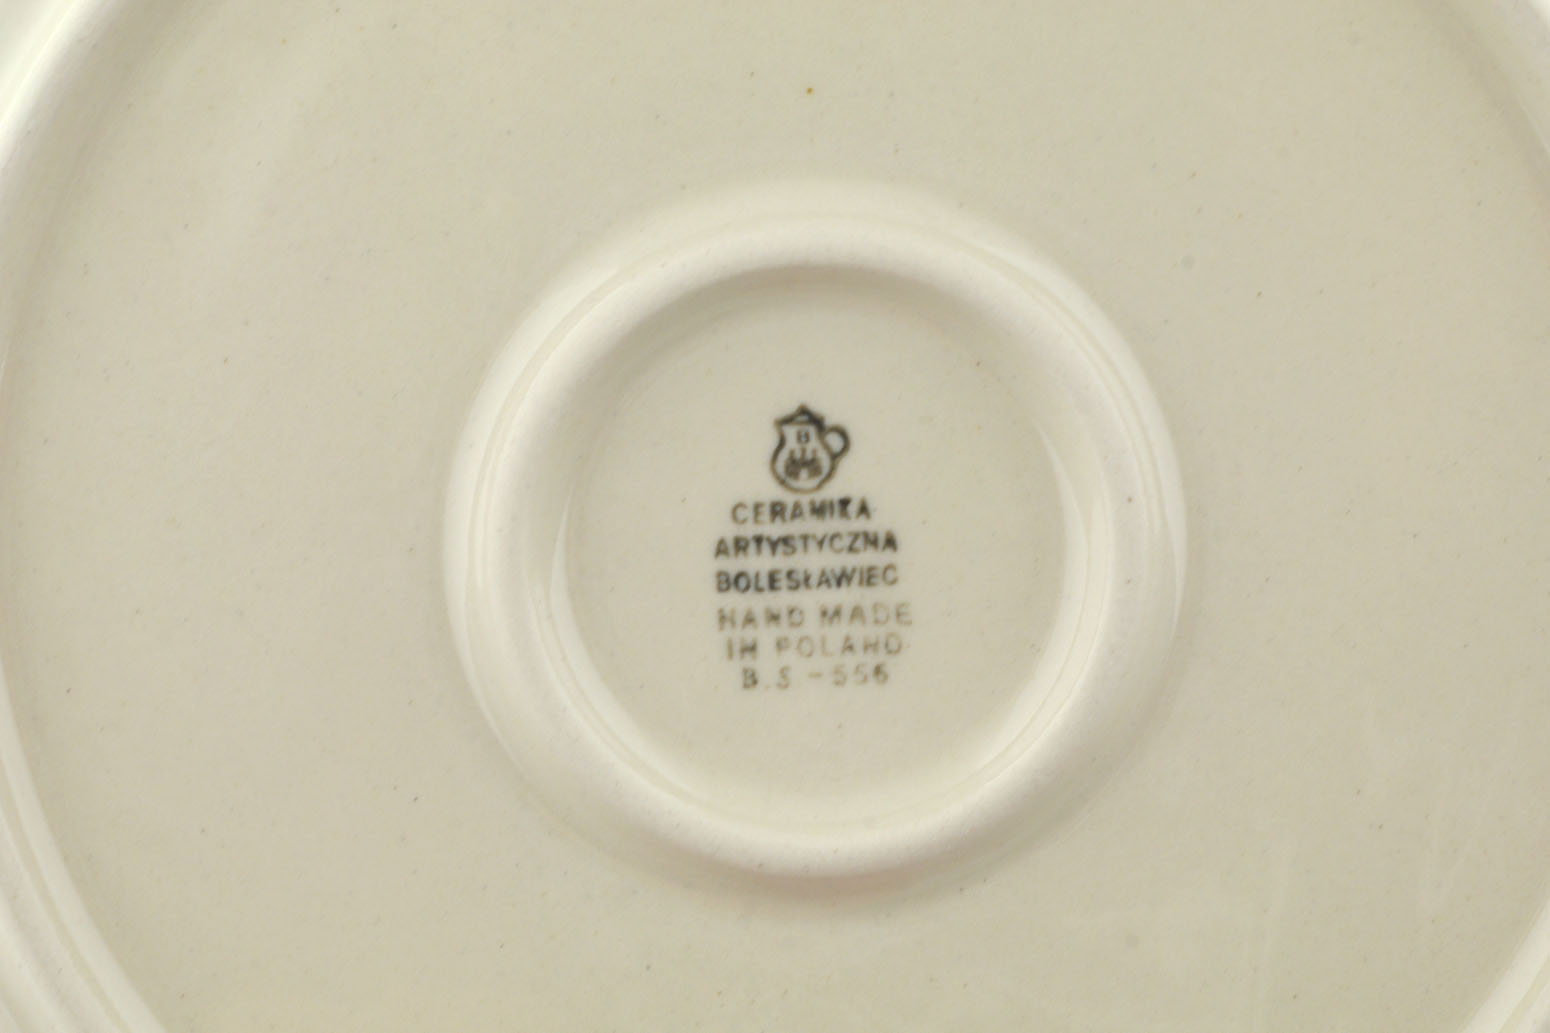 B
CERAMIKA
ARTYSTYCZNA
BOLESŁAWIEC
HAND MADE
IN POLAND
B.S - 556